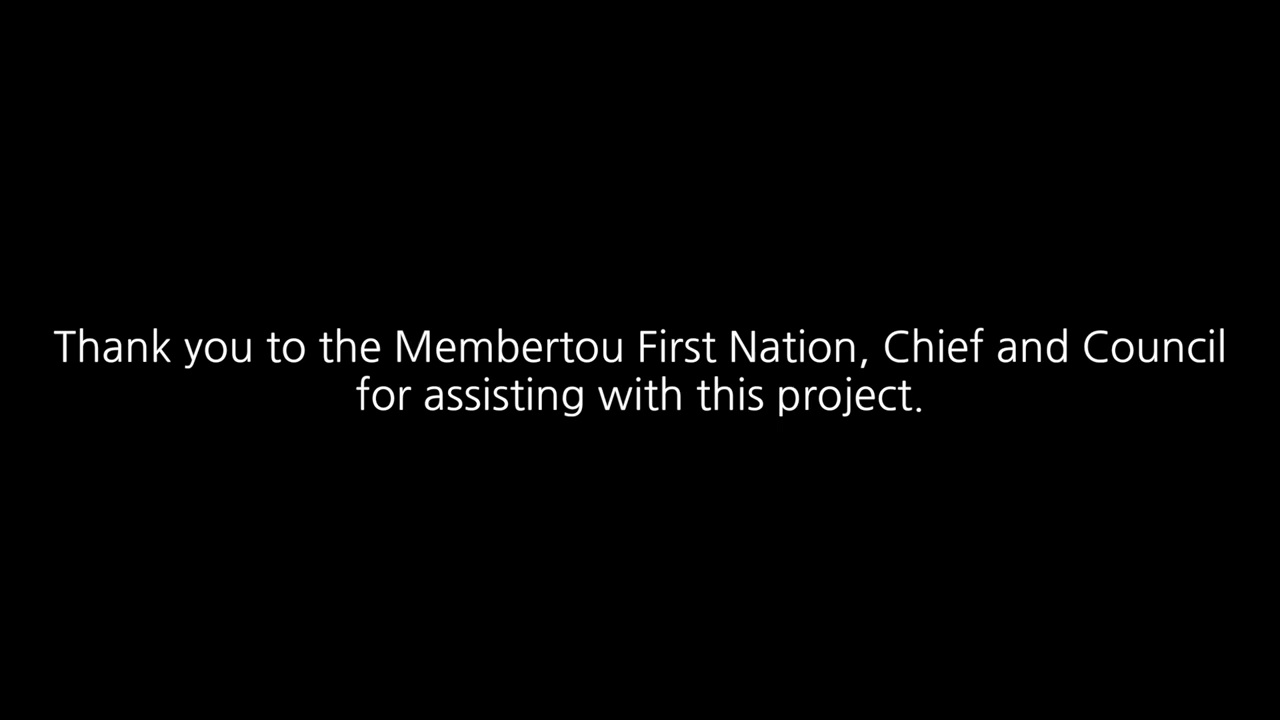 Thank you to the Membertou First Nation, Chief and Council
for assisting with this project.